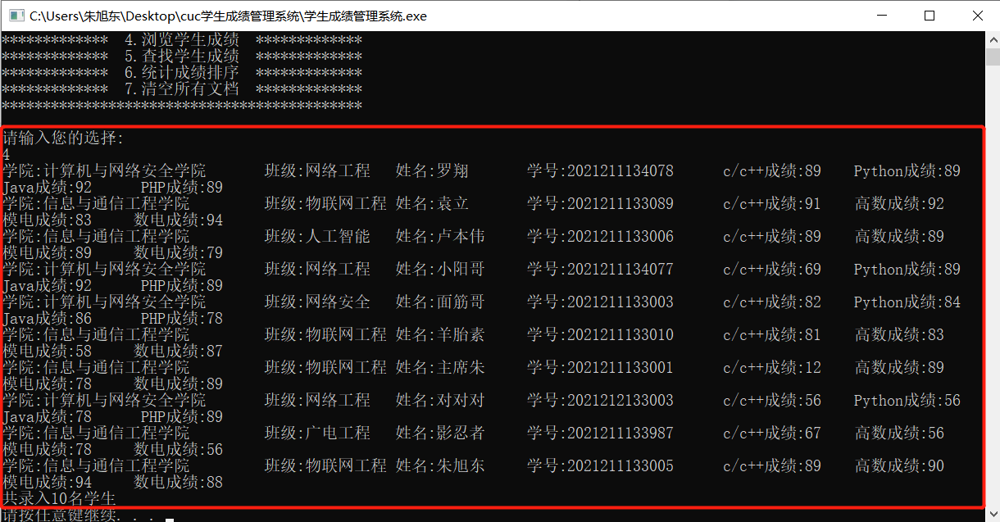 C:\Users\朱旭东\Desktop\cuc学生成绩管理系统\学生成绩管理系统.exe
************* 4.浏览学生成绩 *************
************* 5.查找学生成绩 *************
************* 6.统计成绩排序 *************
************* 7.清空所有文档 *************
********************************************
请输入您的选择:
4
学院:计算机与网络安全学院 班级:网络工程 姓名:罗翔 学号:2021211134078 c/c++成绩:89 Python成绩:89
Java成绩:92 PHP成绩:89
学院:信息与通信工程学院 班级:物联网工程 姓名:袁立 学号:2021211133089 c/c++成绩:91 高数成绩:92
模电成绩:83 数电成绩:94
学院:信息与通信工程学院 班级:人工智能 姓名:卢本伟 学号:2021211133006 c/c++成绩:89 高数成绩:89
模电成绩:89 数电成绩:79
学院:计算机与网络安全学院 班级:网络工程 姓名:小阳哥 学号:2021211134077 c/c++成绩:69 Python成绩:89
Java成绩:92 PHP成绩:89
学院:计算机与网络安全学院 班级:网络安全 姓名:面筋哥 学号:2021211133003 c/c++成绩:82 Python成绩:84
Java成绩:86 PHP成绩:78
学院:信息与通信工程学院 班级:物联网工程 姓名:羊胎素 学号:2021211133010 c/c++成绩:81 高数成绩:83
模电成绩:58 数电成绩:87
学院:信息与通信工程学院 班级:物联网工程 姓名:主席朱 学号:2021211133001 c/c++成绩:12 高数成绩:89
模电成绩:78 数电成绩:89
学院:计算机与网络安全学院 班级:网络工程 姓名:对对对 学号:2021212133003 c/c++成绩:56 Python成绩:56
Java成绩:78 PHP成绩:89
学院:信息与通信工程学院 班级:广电工程 姓名:影忍者 学号:2021211133987 c/c++成绩:67 高数成绩:56
模电成绩:78 数电成绩:56
学院:信息与通信工程学院 班级:物联网工程 姓名:朱旭东 学号:2021211133005 c/c++成绩:89 高数成绩:90
模电成绩:94 数电成绩:88
共录入10名学生
请按任意键继续. . .